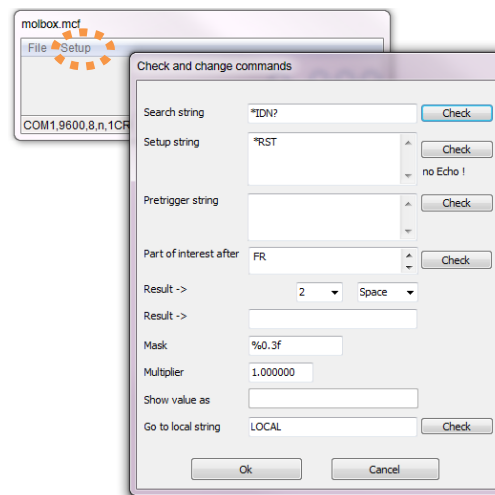 molbox.mcf
File Setup
Check and change commands
COM1,9600,8,n,1CR
Search string *IDN? Check
Setup string *RST Check
no Echo !
Pretrigger string Check
Part of interest after FR Check
Result -> 2 Space
Result ->
Mask %0.3f
Multiplier 1.000000
Show value as
Go to local string LOCAL Check
Ok Cancel